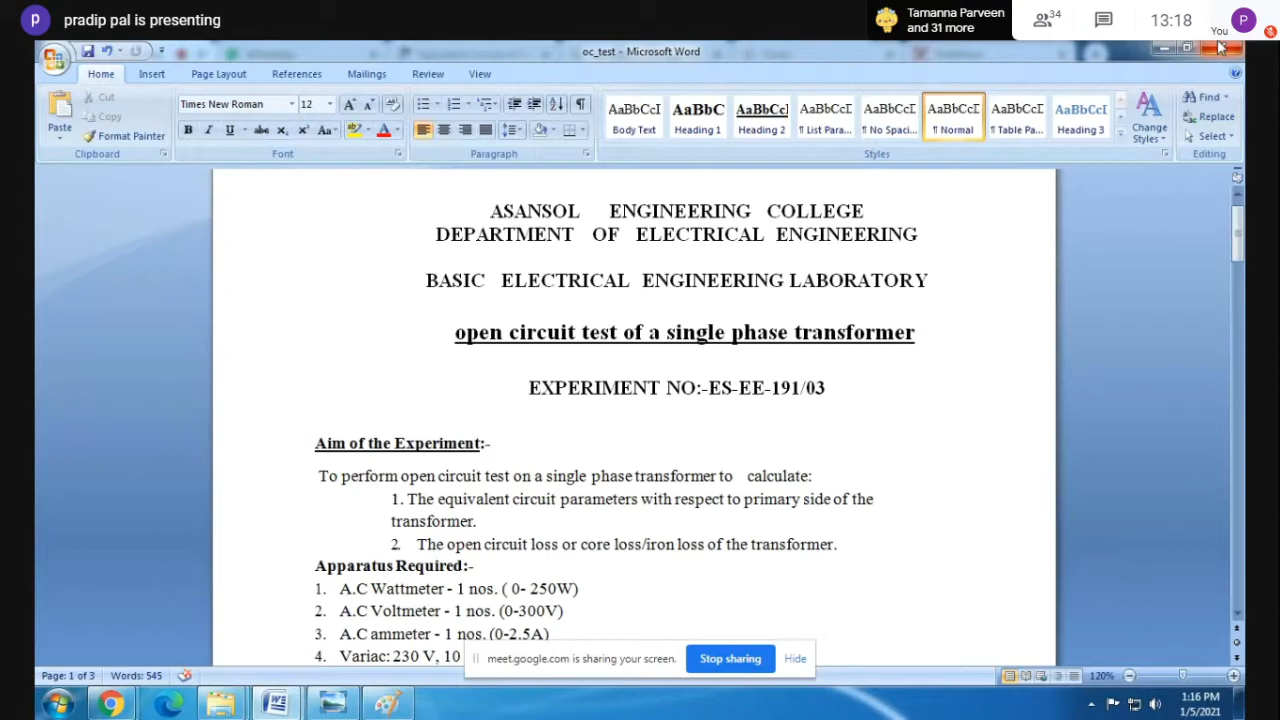 p pradip pal is presenting
Tamanna Parveen
and 31 more
34
13:18
You
P
oc_test - Microsoft Word
Home Insert Page Layout References Mailings Review View
Paste
Cut
Copy
Format Painter
Clipboard
Times New Roman 12
Font
Paragraph
AaBbCcI AaBbC AaBbCcI AaBbCcI AaBbCcI AaBbCcI AaBbCcI AaBbCcI
Body Text Heading 1 Heading 2 ¶ List Para... ¶ No Spaci... ¶ Normal ¶ Table Pa... Heading 3
Styles
Change
Styles
Find
Replace
Select
Editing
ASANSOL ENGINEERING COLLEGE
DEPARTMENT OF ELECTRICAL ENGINEERING
BASIC ELECTRICAL ENGINEERING LABORATORY
open circuit test of a single phase transformer
EXPERIMENT NO:-ES-EE-191/03
Aim of the Experiment:-
To perform open circuit test on a single phase transformer to calculate:
1. The equivalent circuit parameters with respect to primary side of the
transformer.
2. The open circuit loss or core loss/iron loss of the transformer.
Apparatus Required:-
1. A.C Wattmeter - 1 nos. ( 0- 250W)
2. A.C Voltmeter - 1 nos. (0-300V)
3. A.C ammeter - 1 nos. (0-2.5A)
4. Variac: 230 V, 10
meet.google.com is sharing your screen. Stop sharing Hide
Page: 1 of 3 Words: 545
120%
1:16 PM
1/5/2021